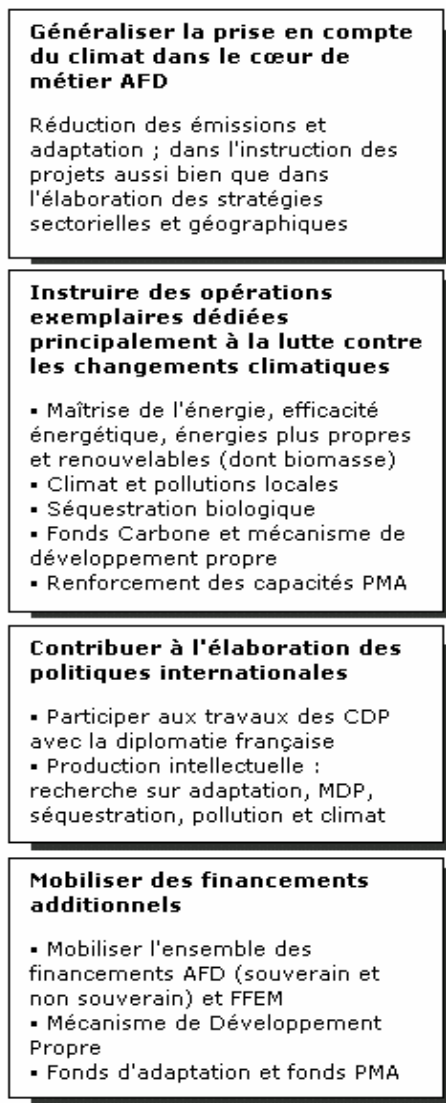 Généraliser la prise en compte
du climat dans le cœur de
métier AFD
Réduction des émissions et
adaptation ; dans l'instruction des
projets aussi bien que dans
l'élaboration des stratégies
sectorielles et géographiques
Instruire des opérations
exemplaires dédiées
principalement à la lutte contre
les changements climatiques
▪ Maîtrise de l'énergie, efficacité
énergétique, énergies plus propres
et renouvelables (dont biomasse)
▪ Climat et pollutions locales
▪ Séquestration biologique
▪ Fonds Carbone et mécanisme de
développement propre
▪ Renforcement des capacités PMA
Contribuer à l'élaboration des
politiques internationales
▪ Participer aux travaux des CDP
avec la diplomatie française
▪ Production intellectuelle :
recherche sur adaptation, MDP,
séquestration, pollution et climat
Mobiliser des financements
additionnels
▪ Mobiliser l'ensemble des
financements AFD (souverain et
non souverain) et FFEM
▪ Mécanisme de Développement
Propre
▪ Fonds d'adaptation et fonds PMA